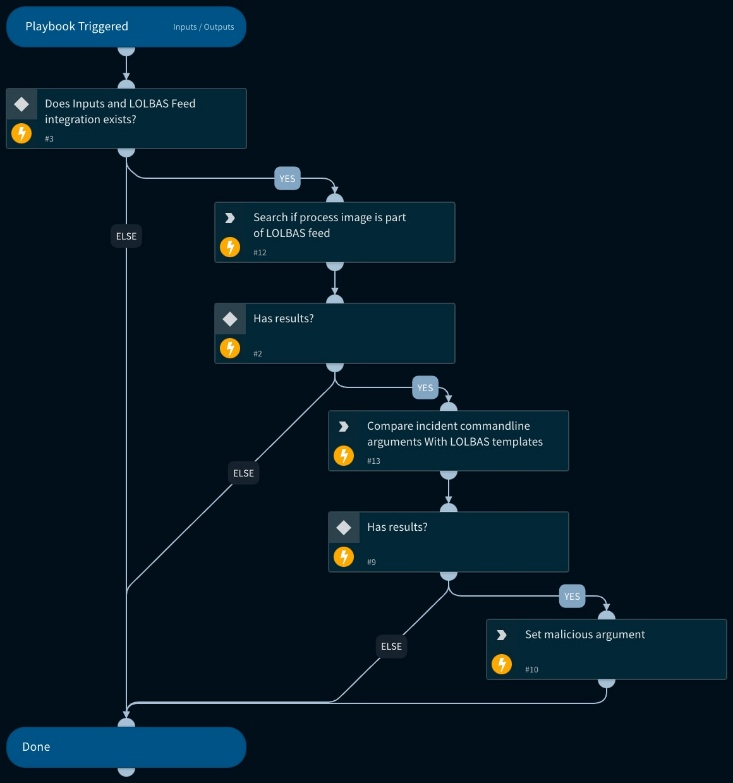 Playbook Triggered
Inputs / Outputs
Does Inputs and LOLBAS Feed
integration exists?
#3
YES
ELSE
Search if process image is part
of LOLBAS feed
#12
Has results?
#2
YES
ELSE
Compare incident commandline
arguments With LOLBAS templates
#13
Has results?
#9
YES
ELSE
Set malicious argument
#10
Done